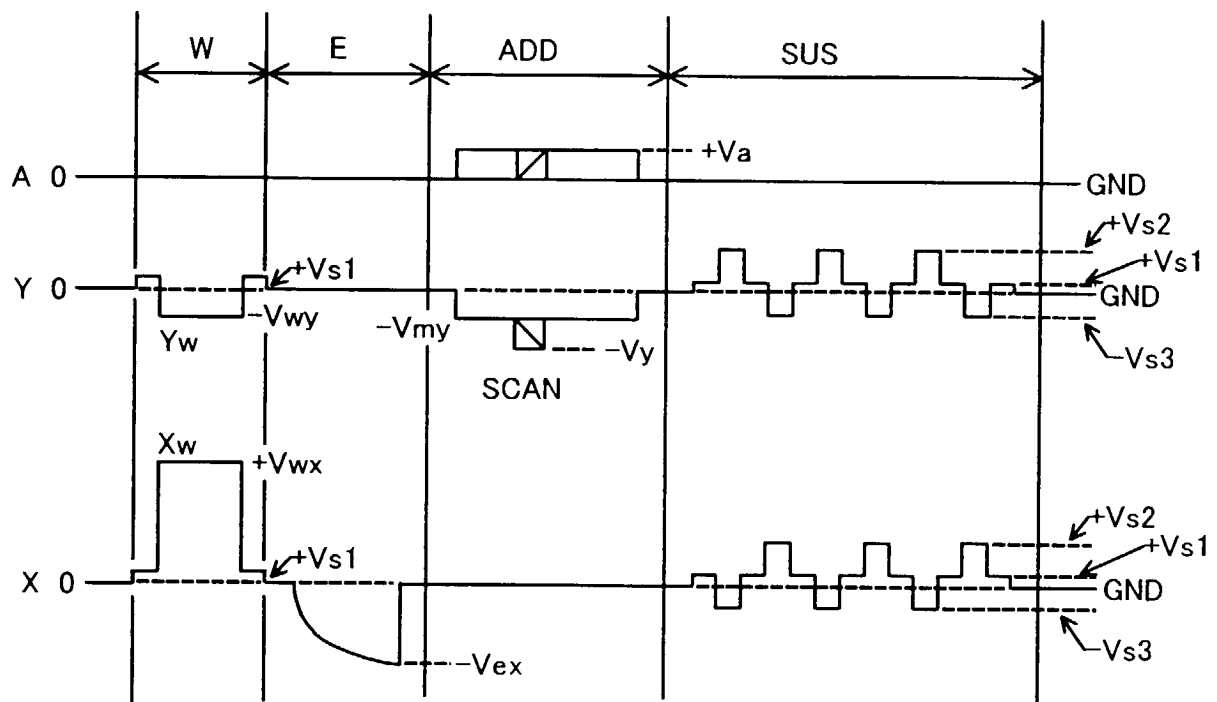 W E ADD SUS
A 0 +Va GND
+Vs2
+Vs1
Y 0 +Vs1 GND
-Vwy -Vmy
Yw -Vy -Vs3
SCAN
Xw +Vwx
+Vs2
+Vs1 +Vs1
X 0 GND
-Vs3
-Vex